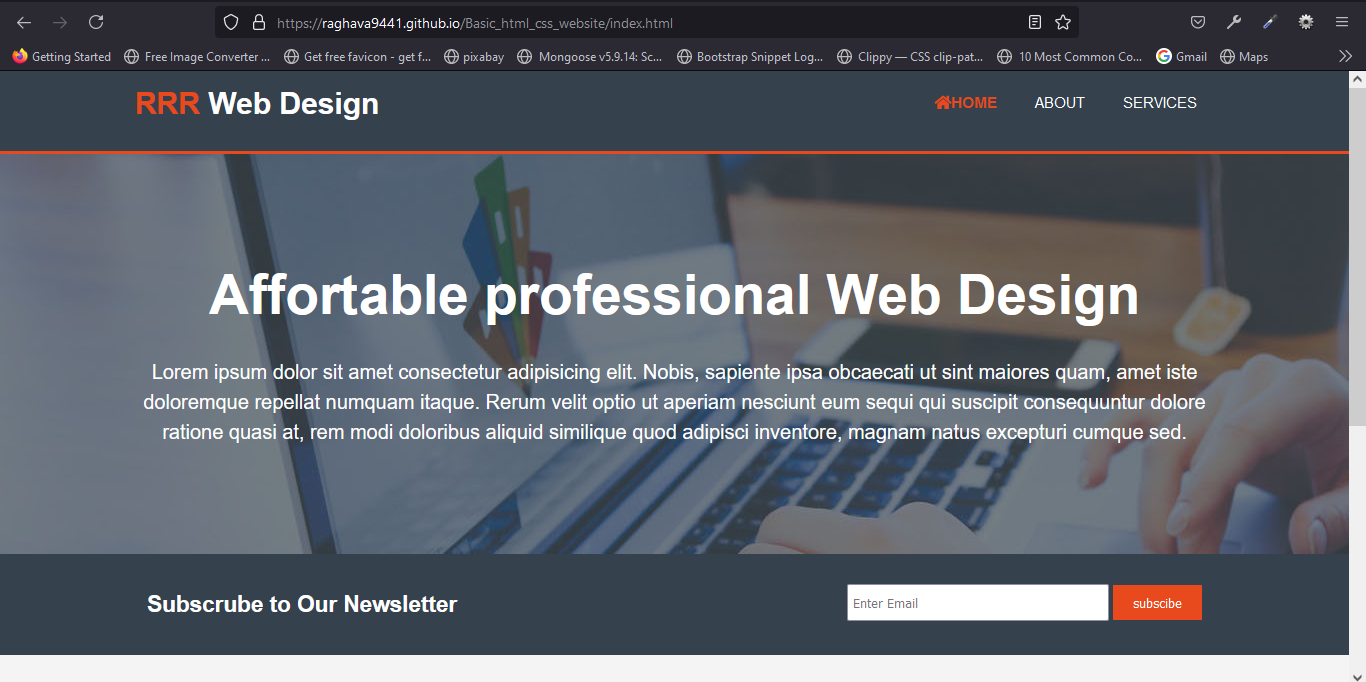 https://raghava9441.github.io/Basic_html_css_website/index.html
Getting Started Free Image Converter ... Get free favicon - get f... pixabay Mongoose v5.9.14: Sc... Bootstrap Snippet Log... Clippy — CSS clip-pat... 10 Most Common Co... Gmail Maps
RRR Web Design HOME ABOUT SERVICES
Affortable professional Web Design
Lorem ipsum dolor sit amet consectetur adipisicing elit. Nobis, sapiente ipsa obcaecati ut sint maiores quam, amet iste
doloremque repellat numquam itaque. Rerum velit optio ut aperiam nesciunt eum sequi qui suscipit consequuntur dolore
ratione quasi at, rem modi doloribus aliquid similique quod adipisci inventore, magnam natus excepturi cumque sed.
Subscrube to Our Newsletter Enter Email subscibe